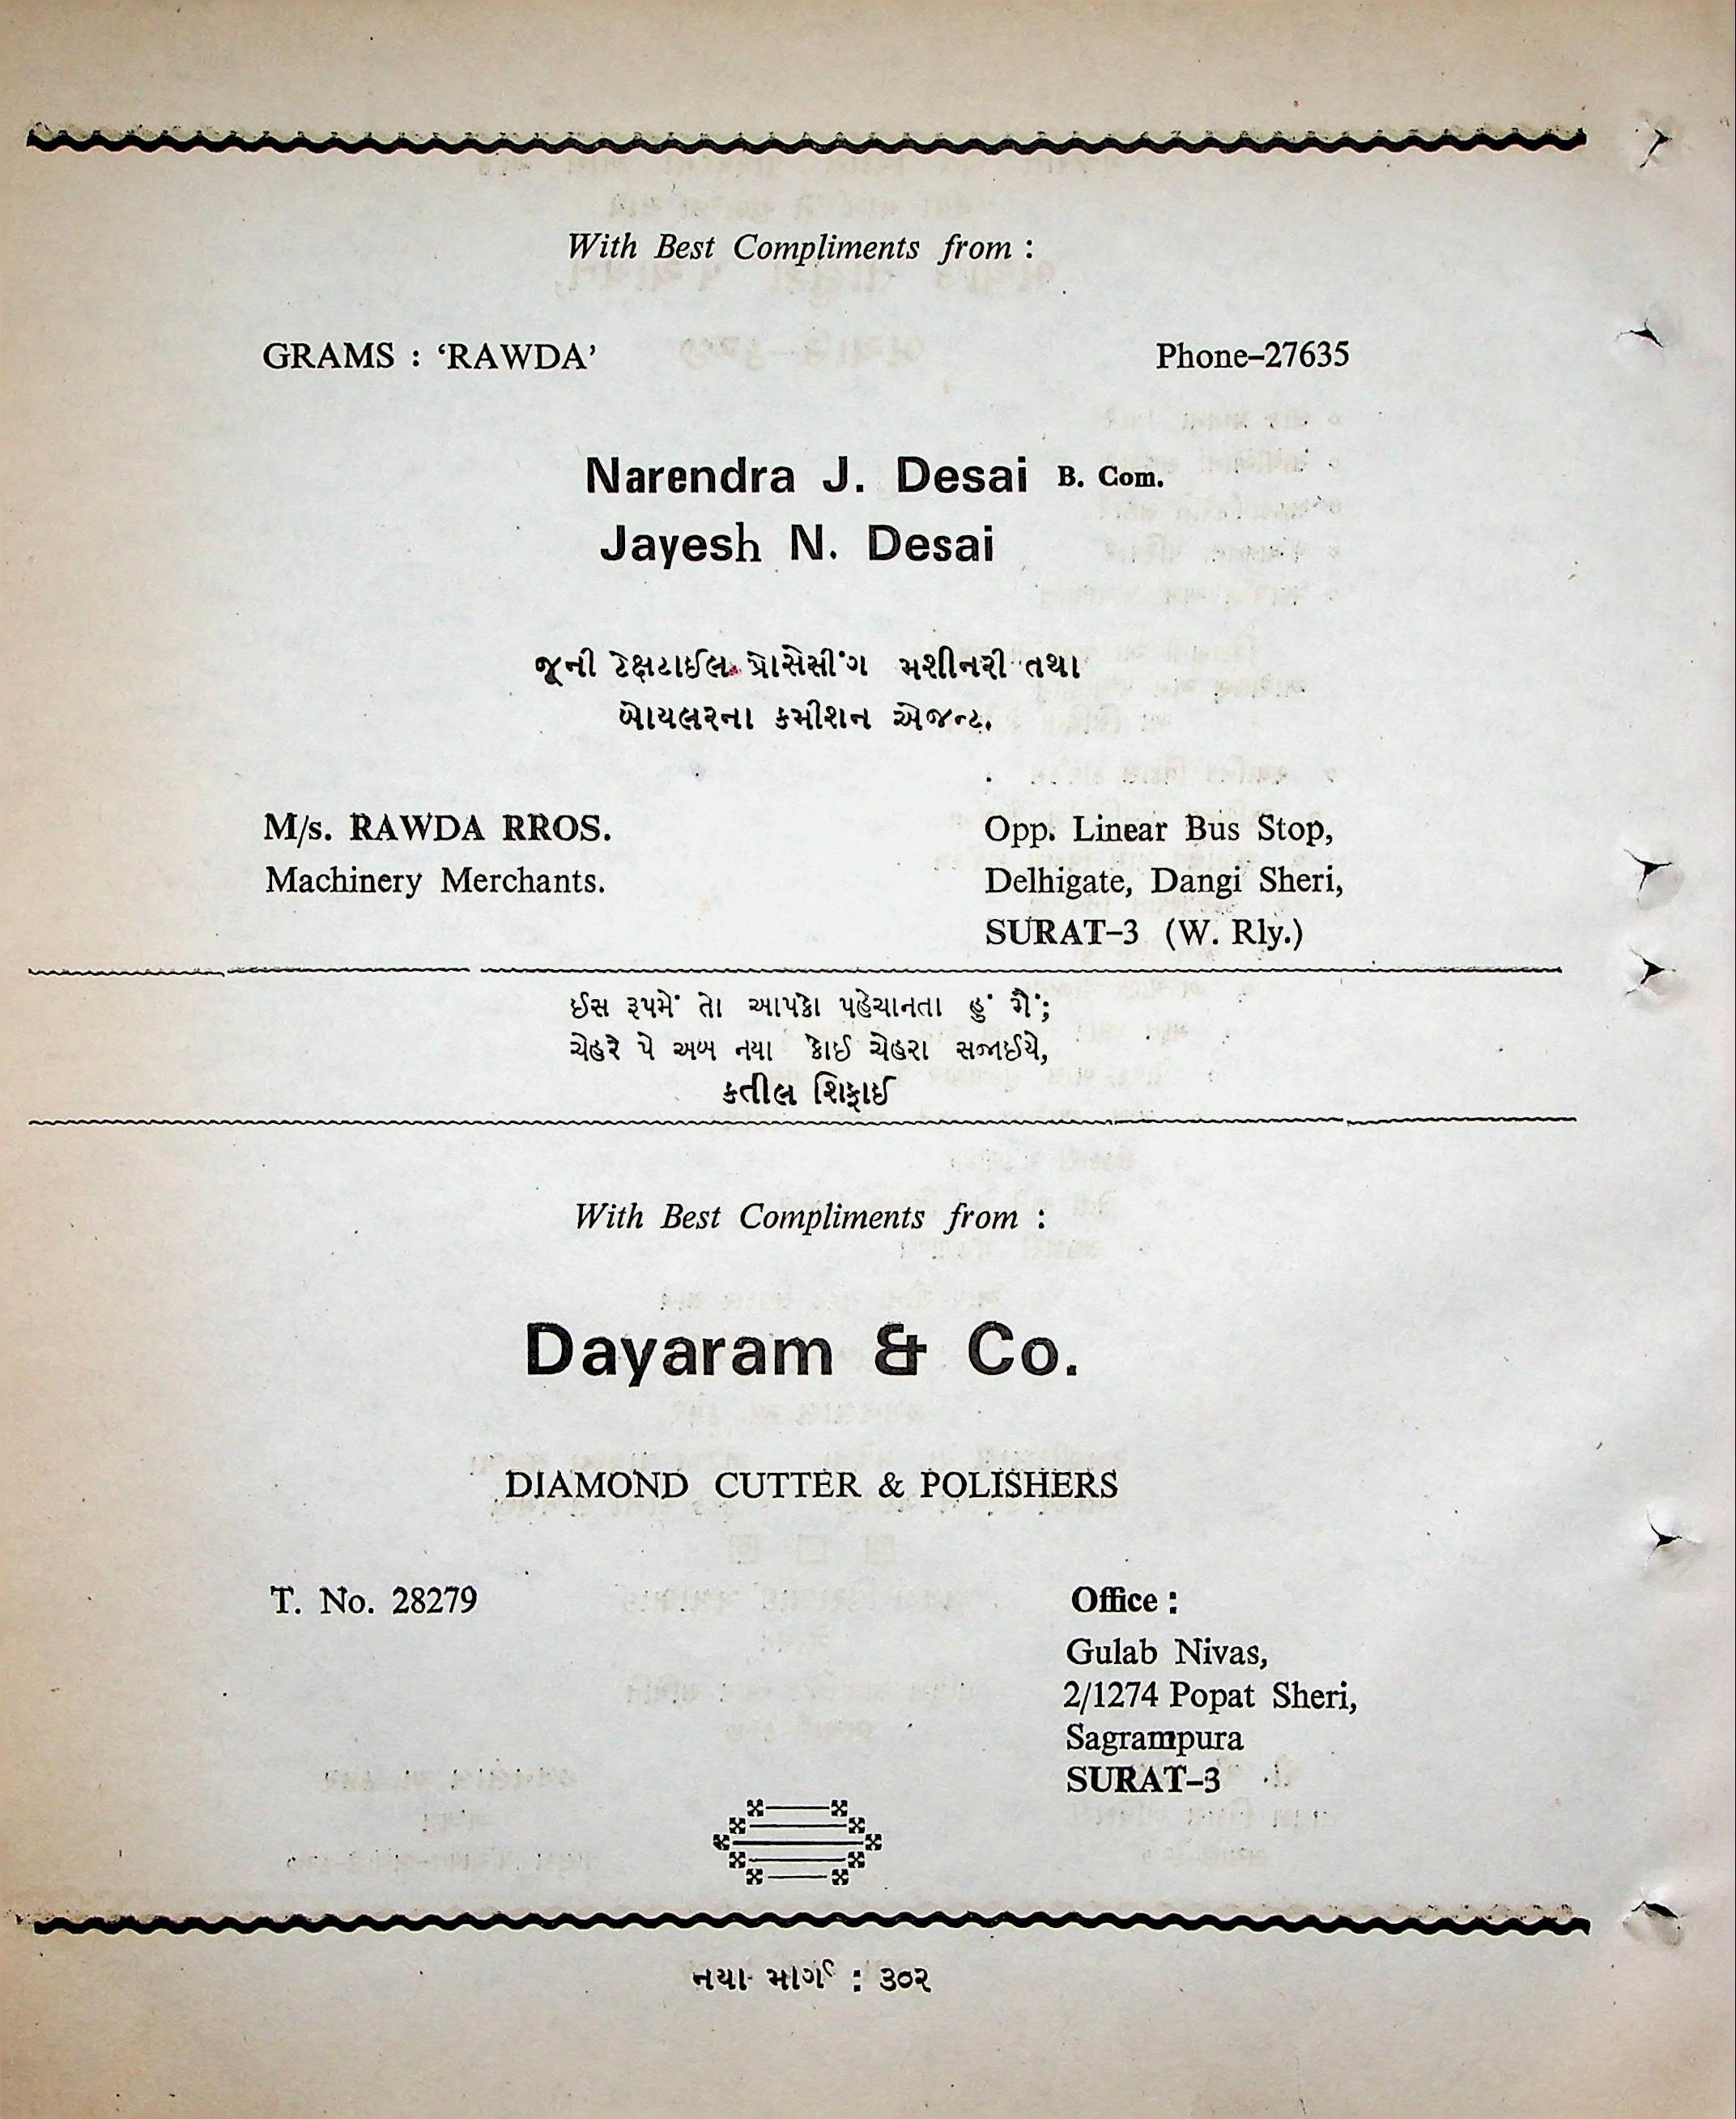 With Best Compliments from :
GRAMS : ‘RAWDA’ Phone–27635
Narendra J. Desai B. Com.
Jayesh N. Desai
જૂની ટેક્ષટાઈલ પ્રોસેસીંગ મશીનરી તથા
બોયલરના કમીશન એજન્ટ.
M/s. RAWDA RROS. Opp. Linear Bus Stop,
Machinery Merchants. Delhigate, Dangi Sheri,
SURAT–3 (W. Rly.)
ઈસ રૂપમેં તો આપકો પહેચાનતા હું મૈં;
ચેહરે પે અબ નયા કોઈ ચેહરા સજાઈયે,
કતીલ શિફાઈ
With Best Compliments from :
Dayaram & Co.
DIAMOND CUTTER & POLISHERS
T. No. 28279 Office :
Gulab Nivas,
2/1274 Popat Sheri,
Sagrampura
SURAT–3
નયા માર્ગ : ૩૦૨